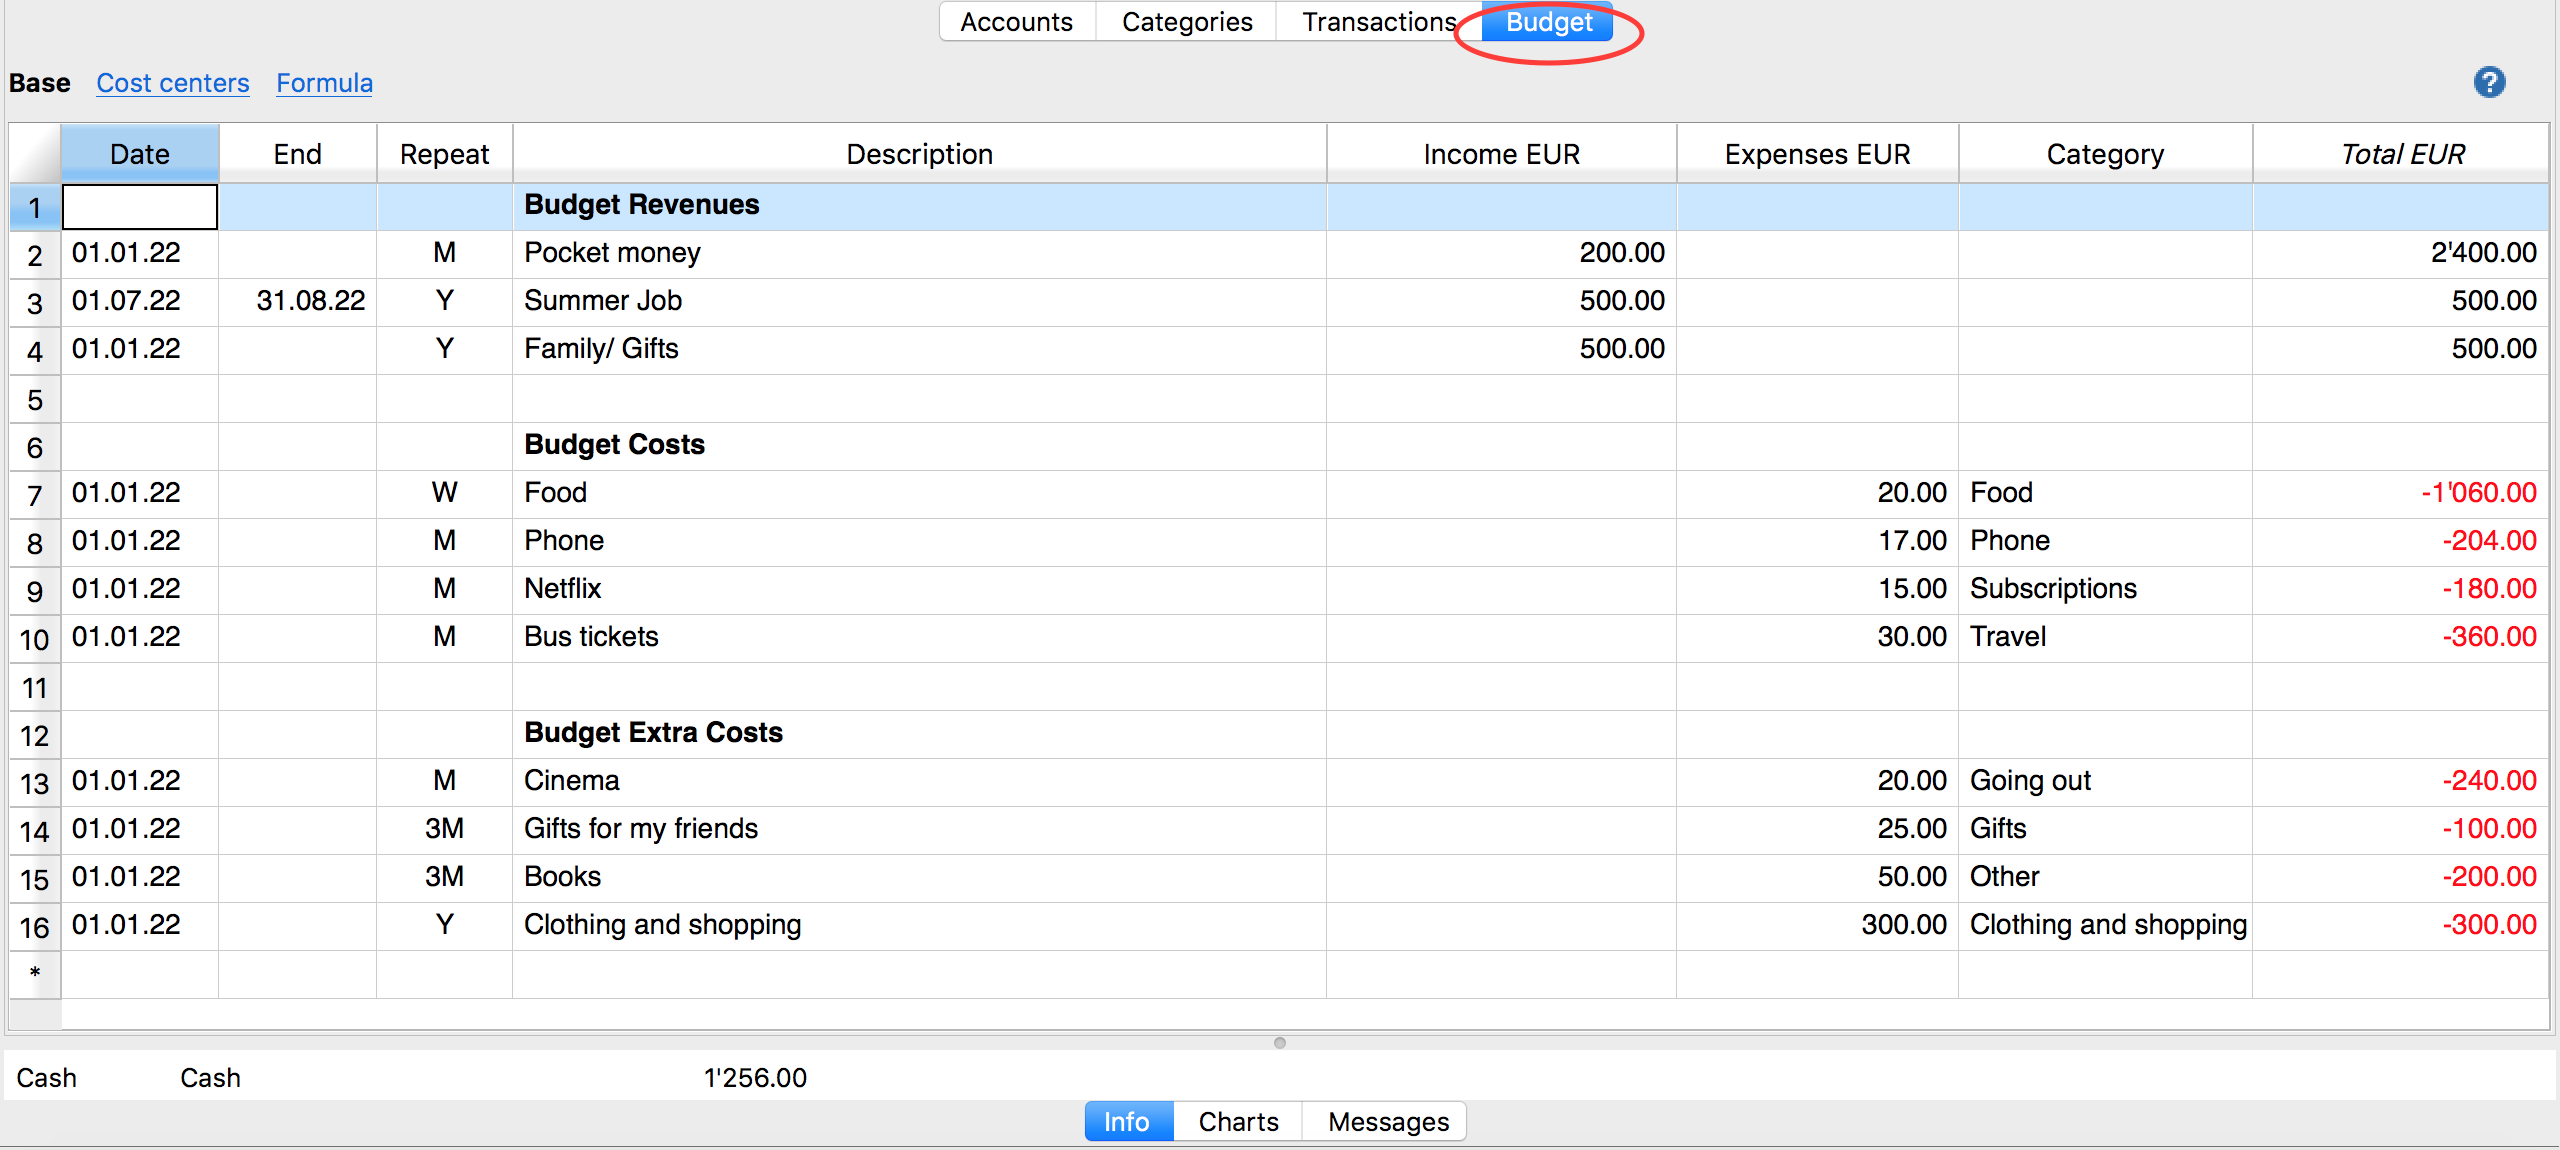 Accounts Categories Transactions Budget
Base Cost centers Formula ?
Date End Repeat Description Income EUR Expenses EUR Category Total EUR
1 Budget Revenues
2 01.01.22 M Pocket money 200.00 2'400.00
3 01.07.22 31.08.22 Y Summer Job 500.00 500.00
4 01.01.22 Y Family/ Gifts 500.00 500.00
5
6 Budget Costs
7 01.01.22 W Food 20.00 Food -1'060.00
8 01.01.22 M Phone 17.00 Phone -204.00
9 01.01.22 M Netflix 15.00 Subscriptions -180.00
10 01.01.22 M Bus tickets 30.00 Travel -360.00
11
12 Budget Extra Costs
13 01.01.22 M Cinema 20.00 Going out -240.00
14 01.01.22 3M Gifts for my friends 25.00 Gifts -100.00
15 01.01.22 3M Books 50.00 Other -200.00
16 01.01.22 Y Clothing and shopping 300.00 Clothing and shopping -300.00
*
Cash Cash 1'256.00
Info Charts Messages